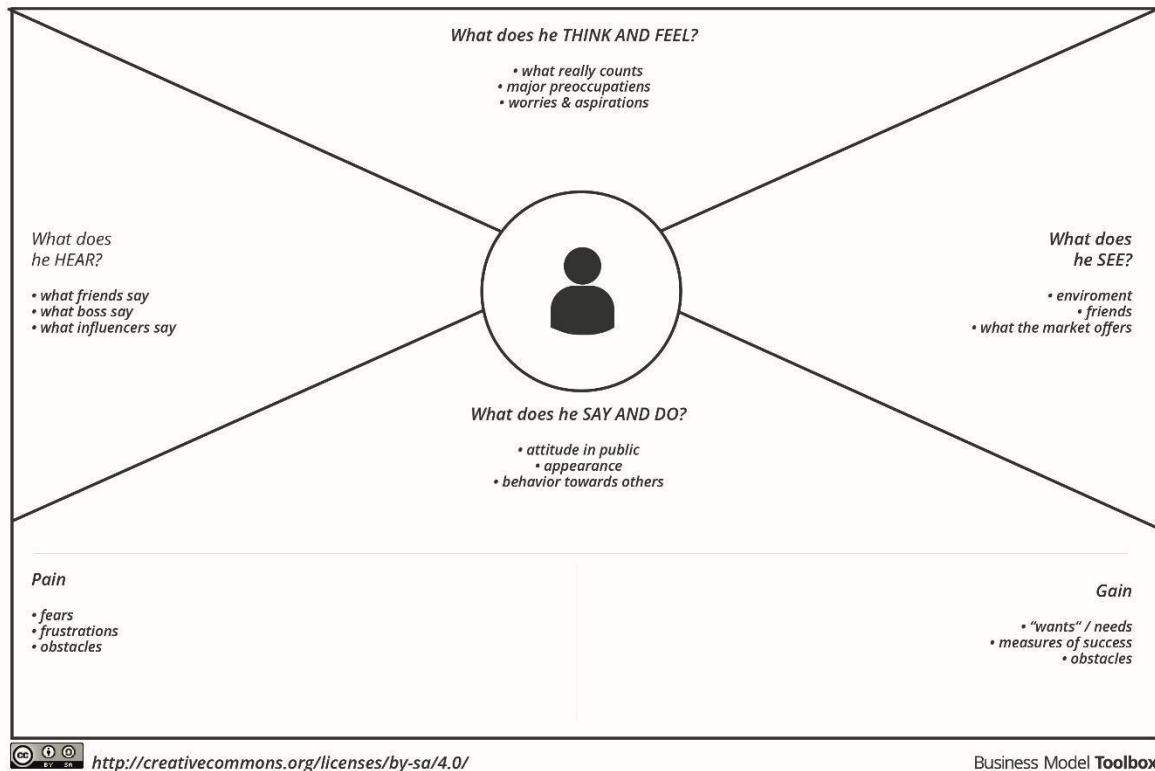 What does he THINK AND FEEL?
• what really counts
• major preoccupatiens
• worries & aspirations
What does
he HEAR?
• what friends say
• what boss say
• what influencers say
What does
he SEE?
• enviroment
• friends
• what the market offers
What does he SAY AND DO?
• attitude in public
• appearance
• behavior towards others
Pain
• fears
• frustrations
• obstacles
Gain
• “wants” / needs
• measures of success
• obstacles
cc BY SA
http://creativecommons.org/licenses/by-sa/4.0/
Business Model Toolbox